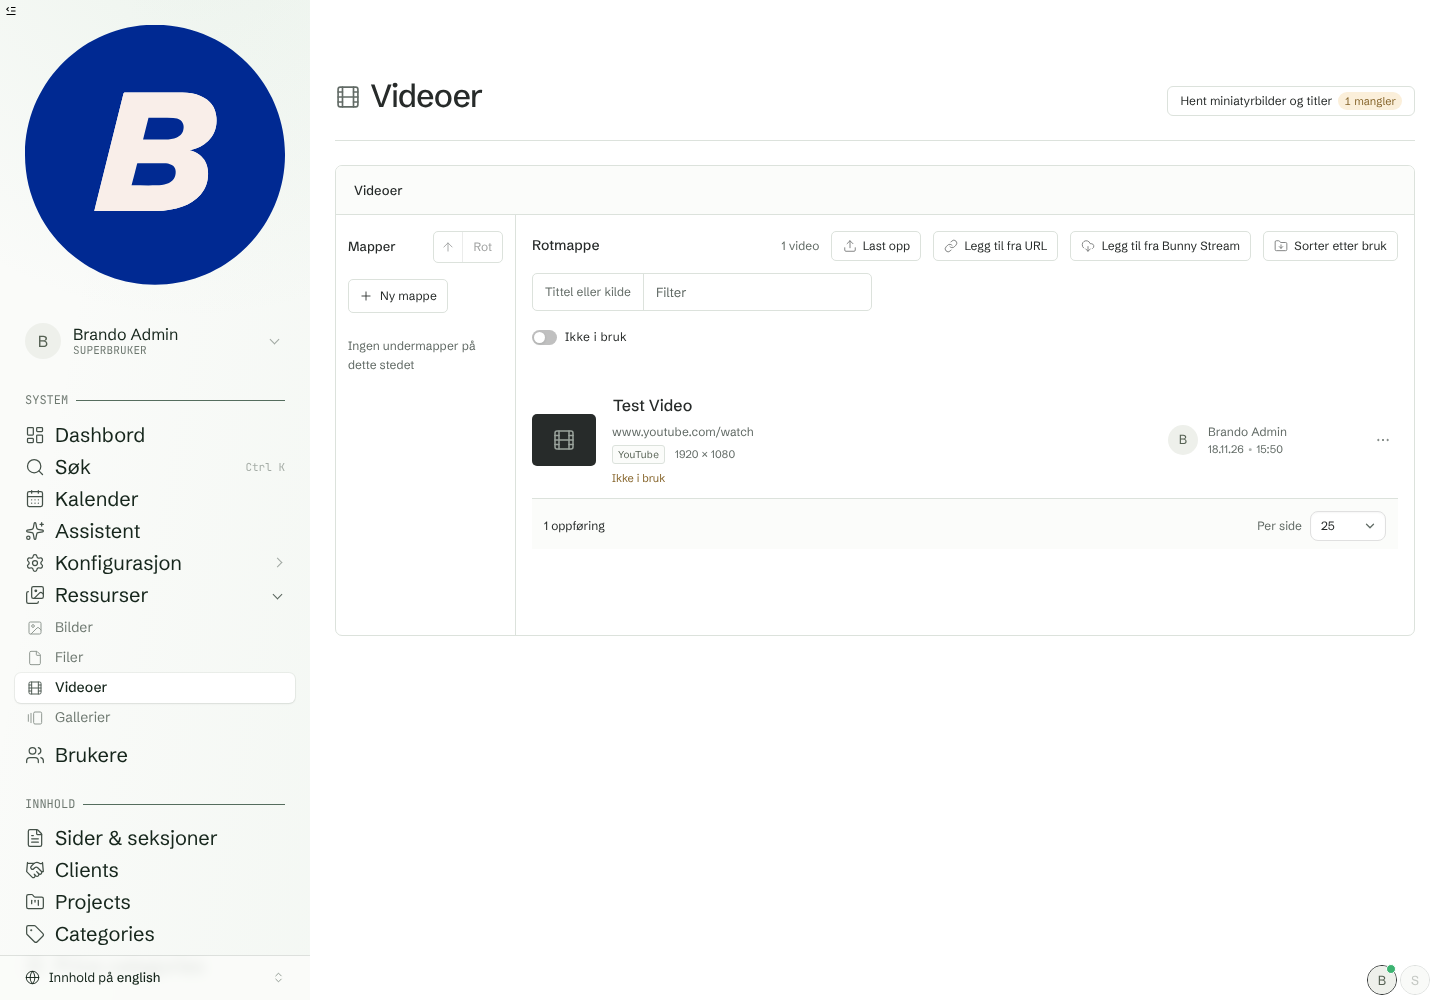 B
B
Brando Admin
SUPERBRUKER
SYSTEM
Dashbord
Søk
Ctrl K
Kalender
Assistent
Konfigurasjon
Ressurser
Bilder
Filer
Videoer
Gallerier
Brukere
INNHOLD
Sider & seksjoner
Clients
Projects
Categories
Innhold på english
Videoer
Hent miniatyrbilder og titler 1 mangler
Videoer
Mapper
Rot
Ny mappe
Ingen undermapper på
dette stedet
Rotmappe
1 video
Last opp
Legg til fra URL
Legg til fra Bunny Stream
Sorter etter bruk
Tittel eller kilde
Filter
Ikke i bruk
Test Video
www.youtube.com/watch
YouTube
1920 × 1080
Ikke i bruk
B
Brando Admin
18.11.26 • 15:50
1 oppføring
Per side
25
B
S